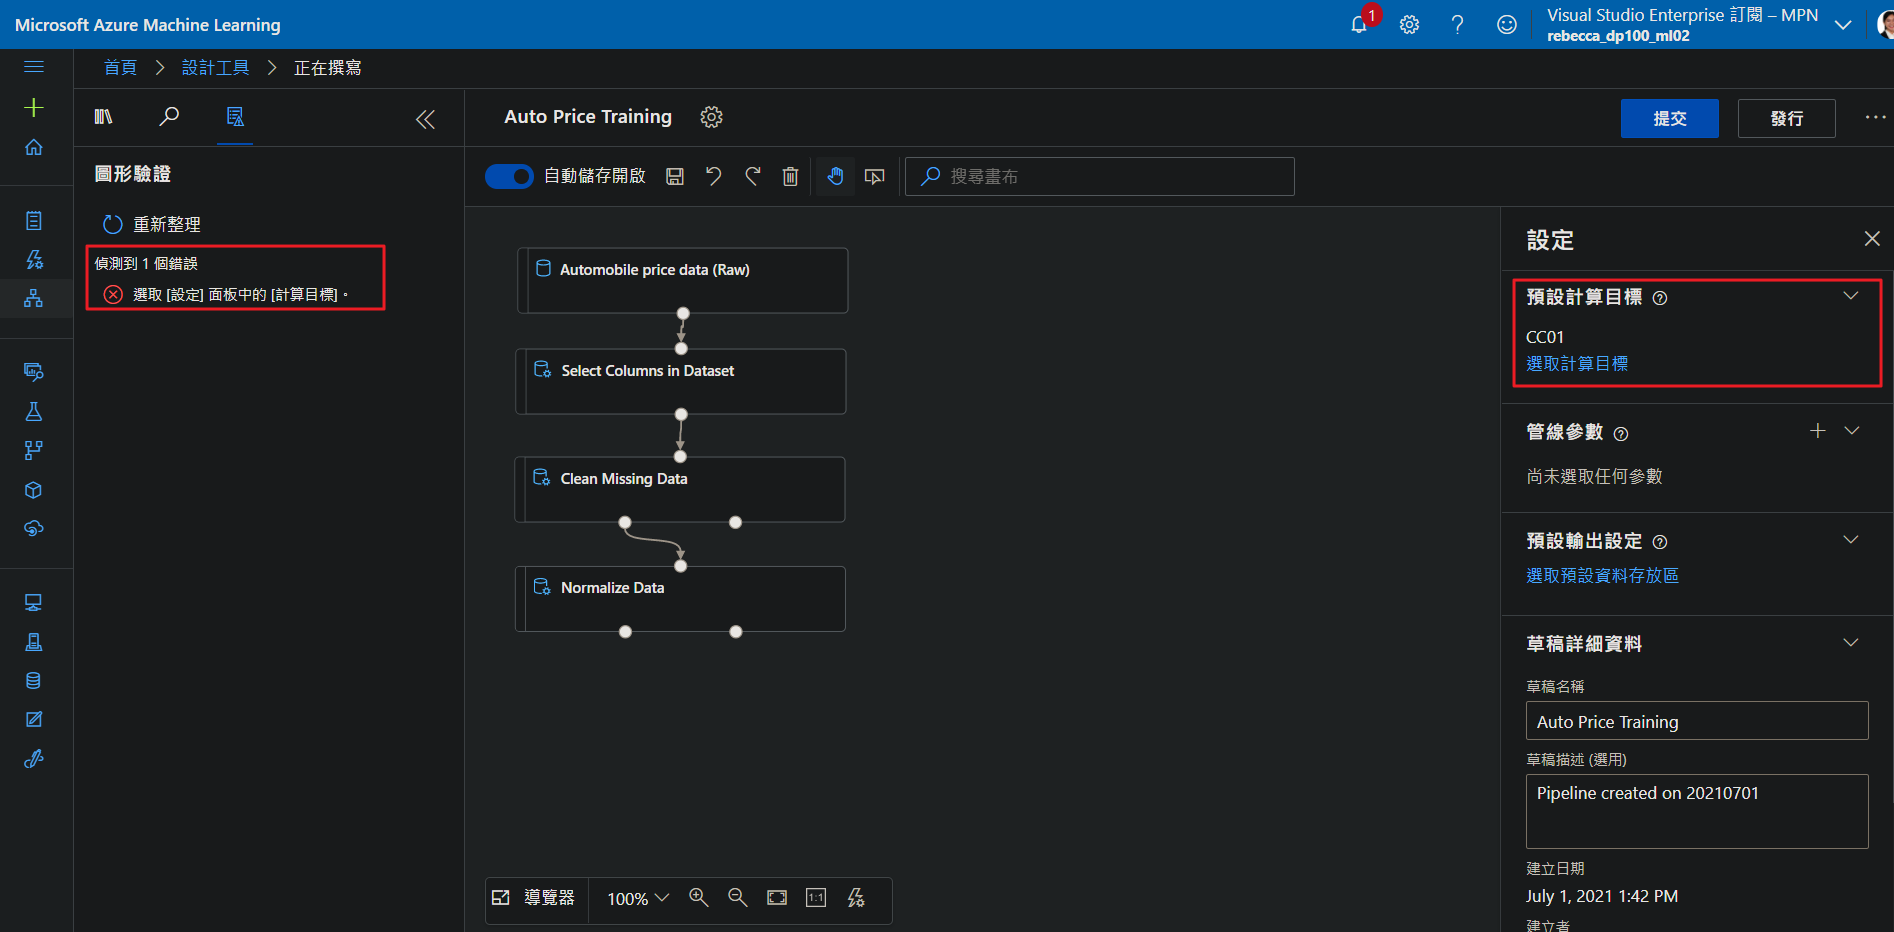 Microsoft Azure Machine Learning
1
Visual Studio Enterprise 訂閱 – MPN
rebecca_dp100_ml02
首頁 > 設計工具 > 正在撰寫
Auto Price Training
提交
發行
圖形驗證
重新整理
偵測到 1 個錯誤
選取 [設定] 面板中的 [計算目標]。
自動儲存開啟
搜尋畫布
Automobile price data (Raw)
Select Columns in Dataset
Clean Missing Data
Normalize Data
導覽器
100%
1:1
設定
預設計算目標
CC01
選取計算目標
管線參數
尚未選取任何參數
預設輸出設定
選取預設資料存放區
草稿詳細資料
草稿名稱
Auto Price Training
草稿描述 (選用)
Pipeline created on 20210701
建立日期
July 1, 2021 1:42 PM
建立者